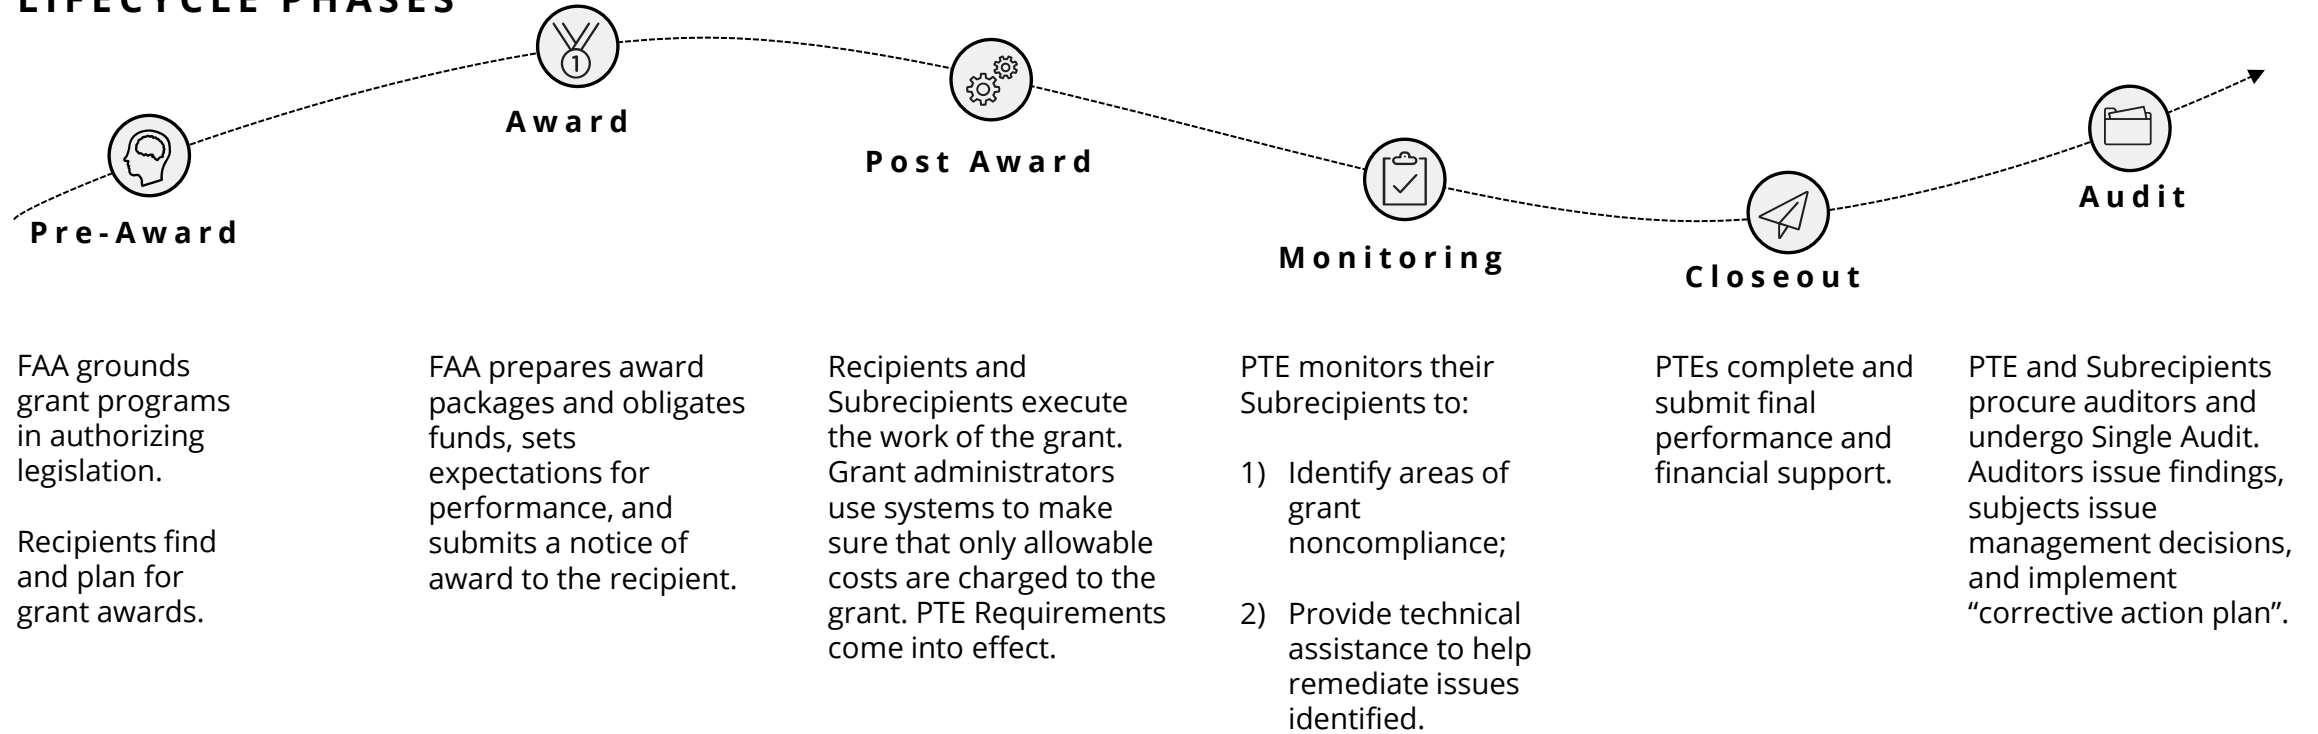 LIFECYCLE PHASES
1
Award
Post Award
Pre-Award
Audit
Monitoring
Closeout
FAA grounds
grant programs
in authorizing
legislation.
Recipients find
and plan for
grant awards.
FAA prepares award
packages and obligates
funds, sets
expectations for
performance, and
submits a notice of
award to the recipient.
Recipients and
Subrecipients execute
the work of the grant.
Grant administrators
use systems to make
sure that only allowable
costs are charged to the
grant. PTE Requirements
come into effect.
PTE monitors their
Subrecipients to:
1) Identify areas of
grant
noncompliance;
2) Provide technical
assistance to help
remediate issues
identified.
PTEs complete and
submit final
performance and
financial support.
PTE and Subrecipients
procure auditors and
undergo Single Audit.
Auditors issue findings,
subjects issue
management decisions,
and implement
“corrective action plan”.